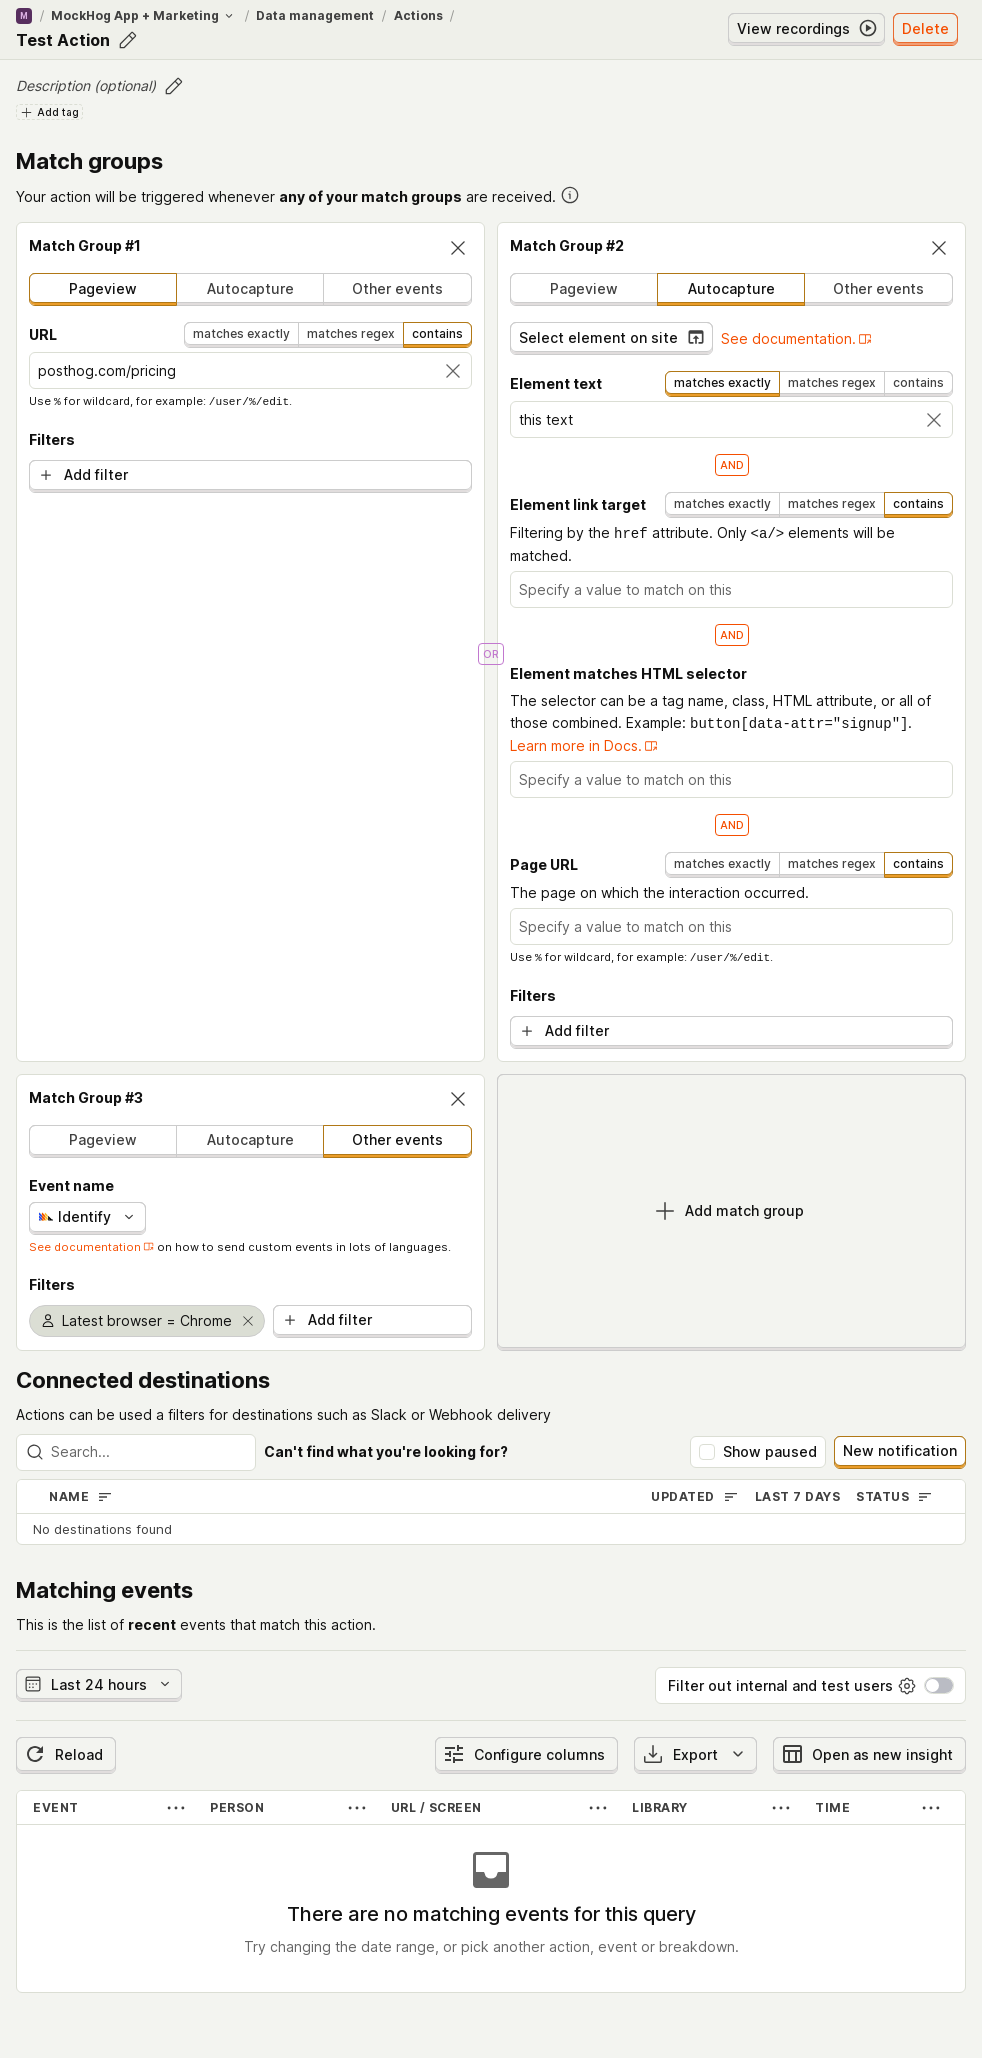 M / MockHog App + Marketing / Data management / Actions /
Test Action
View recordings
Delete
Description (optional)
Add tag
Match groups
Your action will be triggered whenever any of your match groups are received.
Match Group #1
Pageview
Autocapture
Other events
URL
matches exactly
matches regex
contains
posthog.com/pricing
Use % for wildcard, for example: /user/%/edit.
Filters
Add filter
OR
Match Group #2
Pageview
Autocapture
Other events
Select element on site
See documentation.
Element text
matches exactly
matches regex
contains
this text
AND
Element link target
matches exactly
matches regex
contains
Filtering by the href attribute. Only <a/> elements will be
matched.
Specify a value to match on this
AND
Element matches HTML selector
The selector can be a tag name, class, HTML attribute, or all of
those combined. Example: button[data-attr="signup"].
Learn more in Docs.
Specify a value to match on this
AND
Page URL
matches exactly
matches regex
contains
The page on which the interaction occurred.
Specify a value to match on this
Use % for wildcard, for example: /user/%/edit.
Filters
Add filter
Match Group #3
Pageview
Autocapture
Other events
Event name
Identify
See documentation on how to send custom events in lots of languages.
Filters
Latest browser = Chrome
Add filter
Add match group
Connected destinations
Actions can be used a filters for destinations such as Slack or Webhook delivery
Search...
Can't find what you're looking for?
Show paused
New notification
NAME
UPDATED
LAST 7 DAYS
STATUS
No destinations found
Matching events
This is the list of recent events that match this action.
Last 24 hours
Filter out internal and test users
Reload
Configure columns
Export
Open as new insight
EVENT
PERSON
URL / SCREEN
LIBRARY
TIME
There are no matching events for this query
Try changing the date range, or pick another action, event or breakdown.